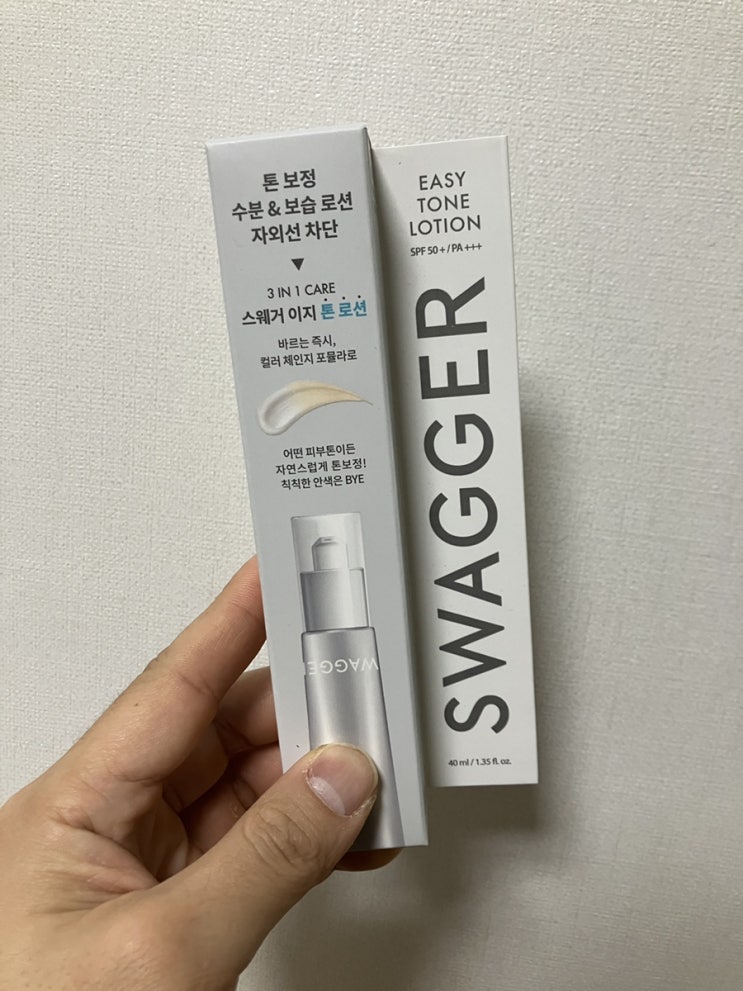 톤 보정
수분 & 보습 로션
자외선 차단
3 IN 1 CARE
스웨거 이지 톤 로션
바르는 즉시,
컬러 체인지 포뮬라로
어떤 피부톤이든
자연스럽게 톤보정!
칙칙한 안색은 BYE
WAGGER
EASY
TONE
LOTION
SPF 50+/PA+++
SWAGGER
40 ml / 1.35 fl. oz.